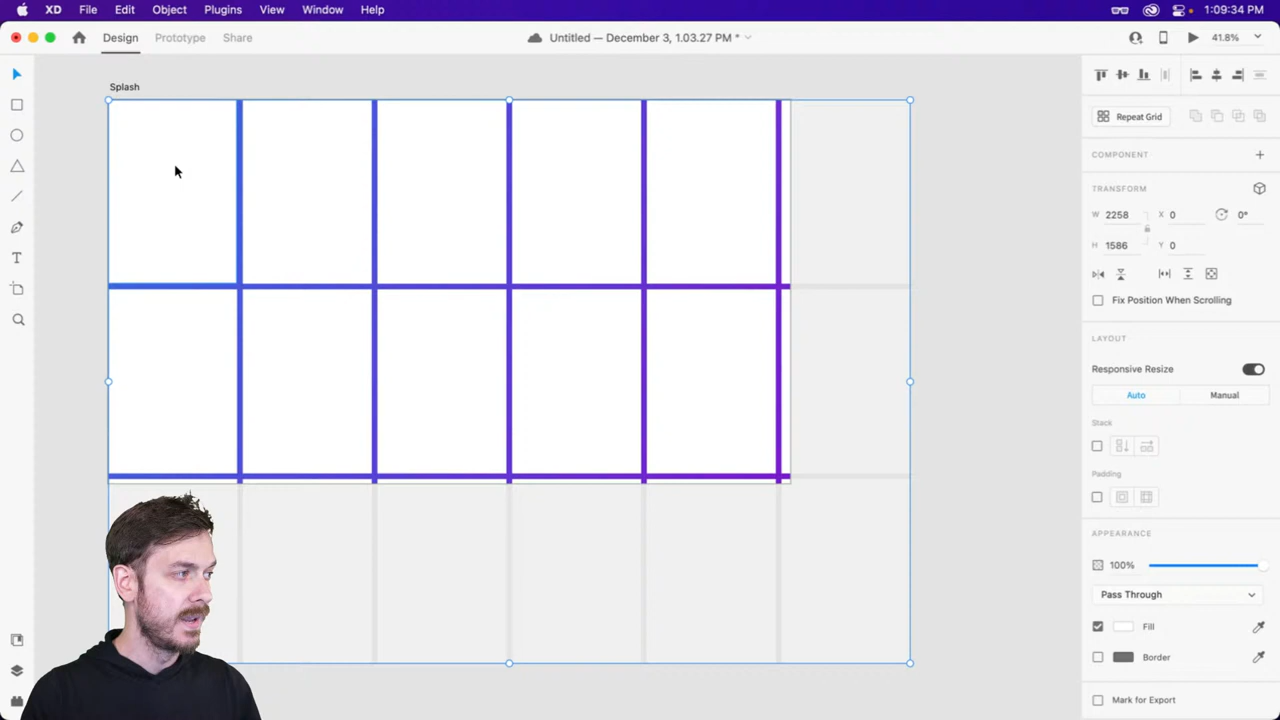 XD File Edit Object Plugins View Window Help 1:09:34 PM
Design Prototype Share Untitled — December 3, 1.03.27 PM * 41.8%
Splash
Repeat Grid
COMPONENT
TRANSFORM
W 2258 X 0 0°
H 1586 Y 0
Fix Position When Scrolling
LAYOUT
Responsive Resize
Auto Manual
Stack
Padding
APPEARANCE
100%
Pass Through
Fill
Border
Mark for Export